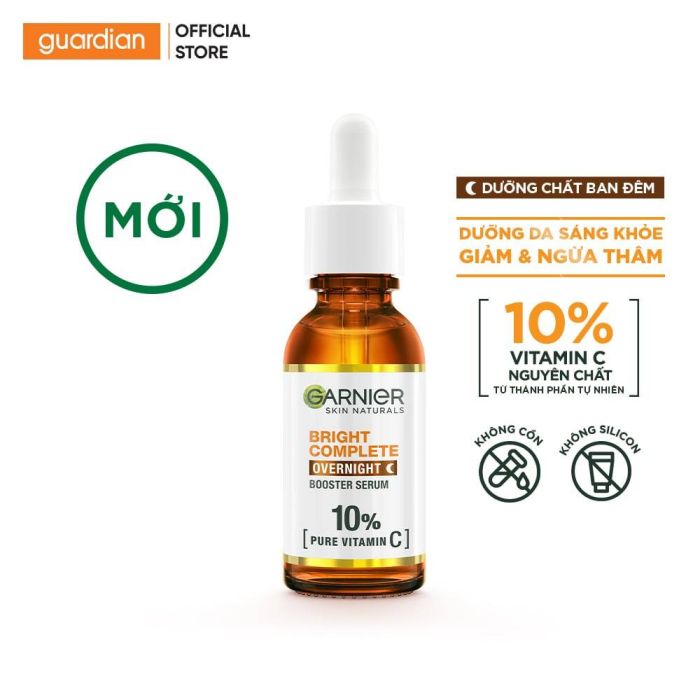 guardian
OFFICIAL
STORE
MỚI
GARNIER
SKIN NATURALS
BRIGHT
COMPLETE
OVERNIGHT
BOOSTER SERUM
10%
[PURE VITAMIN C]
DƯỠNG CHẤT BAN ĐÊM
DƯỠNG DA SÁNG KHỎE
GIẢM & NGỪA THÂM
10%
VITAMIN C
NGUYÊN CHẤT
TỪ THÀNH PHẦN TỰ NHIÊN
KHÔNG CỒN
KHÔNG SILICON